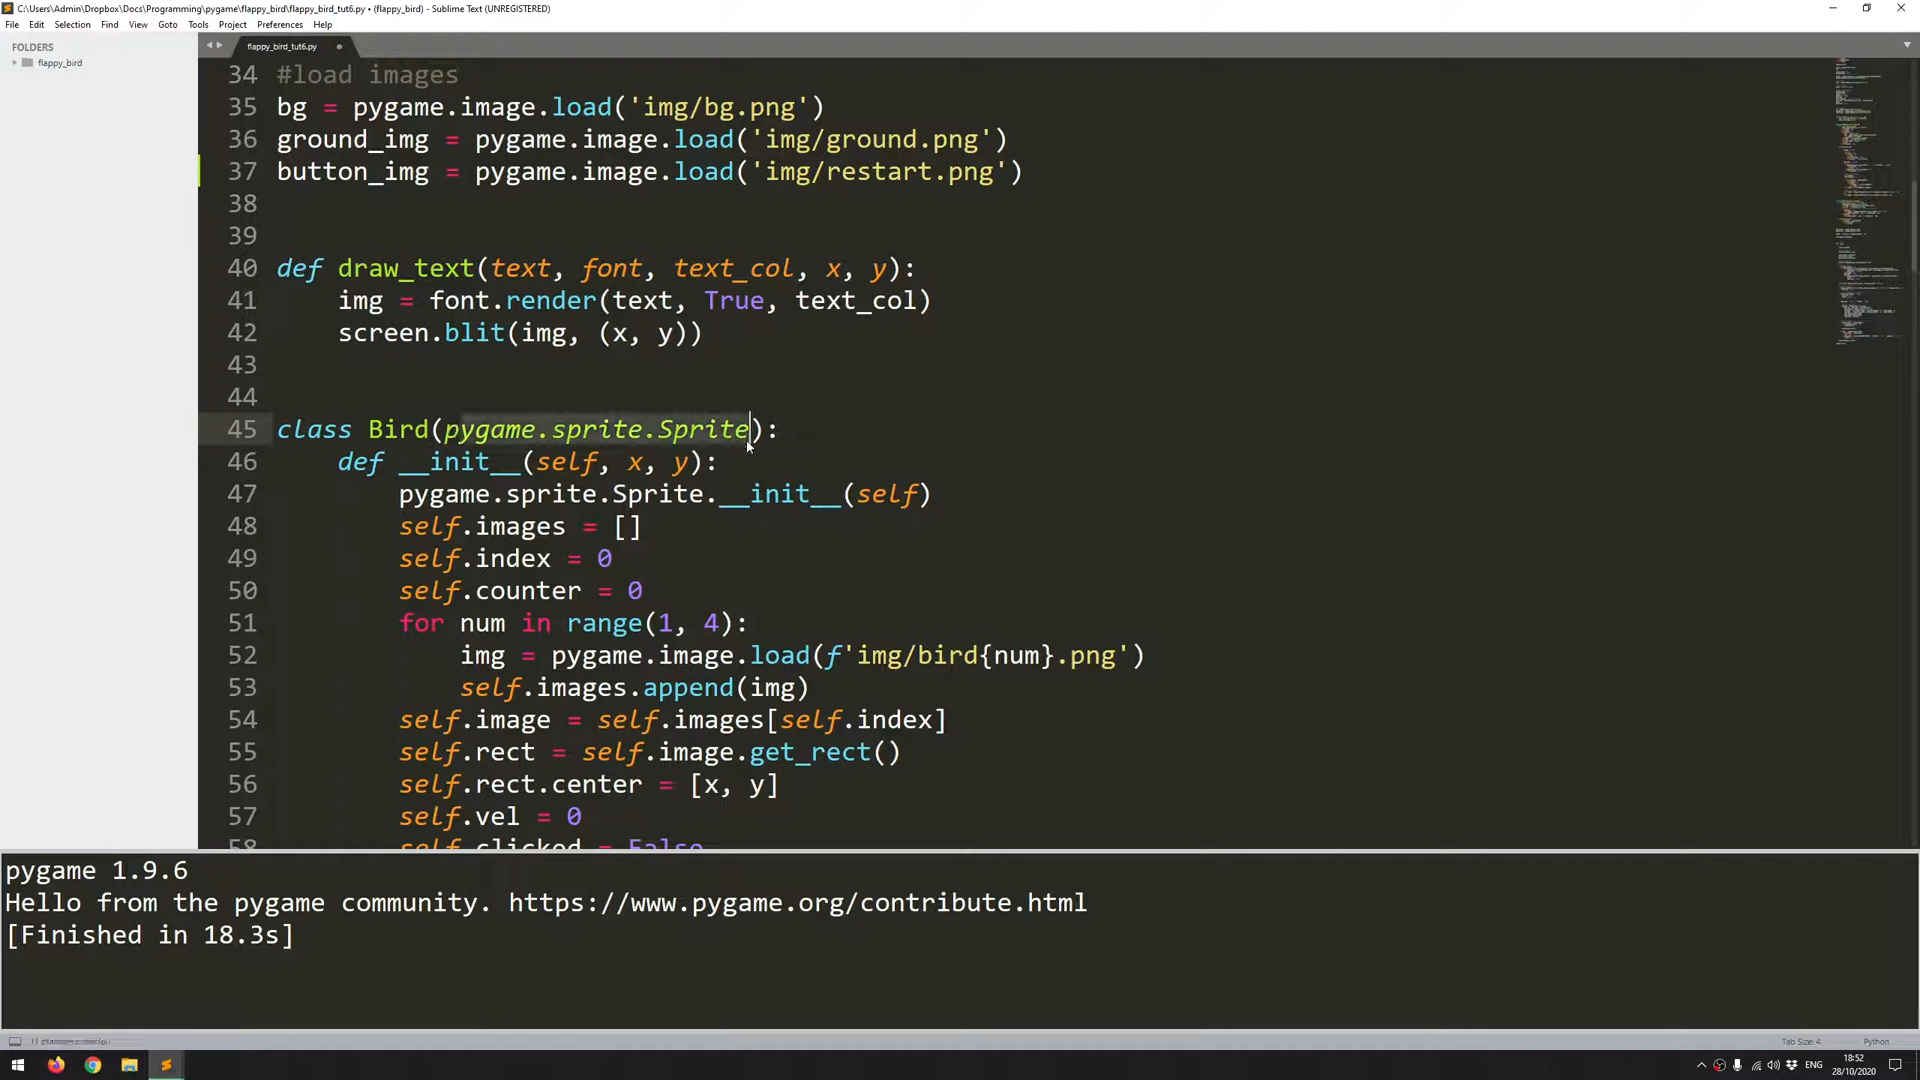 C:\Users\Admin\Dropbox\Docs\Programming\pygame\flappy_bird\flappy_bird_tut6.py • (flappy_bird) - Sublime Text (UNREGISTERED)
File Edit Selection Find View Goto Tools Project Preferences Help
FOLDERS
flappy_bird
flappy_bird_tut6.py
34 #load images
35 bg = pygame.image.load('img/bg.png')
36 ground_img = pygame.image.load('img/ground.png')
37 button_img = pygame.image.load('img/restart.png')
38
39
40 def draw_text(text, font, text_col, x, y):
41 img = font.render(text, True, text_col)
42 screen.blit(img, (x, y))
43
44
45 class Bird(pygame.sprite.Sprite):
46 def __init__(self, x, y):
47 pygame.sprite.Sprite.__init__(self)
48 self.images = []
49 self.index = 0
50 self.counter = 0
51 for num in range(1, 4):
52 img = pygame.image.load(f'img/bird{num}.png')
53 self.images.append(img)
54 self.image = self.images[self.index]
55 self.rect = self.image.get_rect()
56 self.rect.center = [x, y]
57 self.vel = 0
58 self.clicked = False
pygame 1.9.6
Hello from the pygame community. https://www.pygame.org/contribute.html
[Finished in 18.3s]
Tab Size: 4 Python
ENG
18:52
28/10/2020